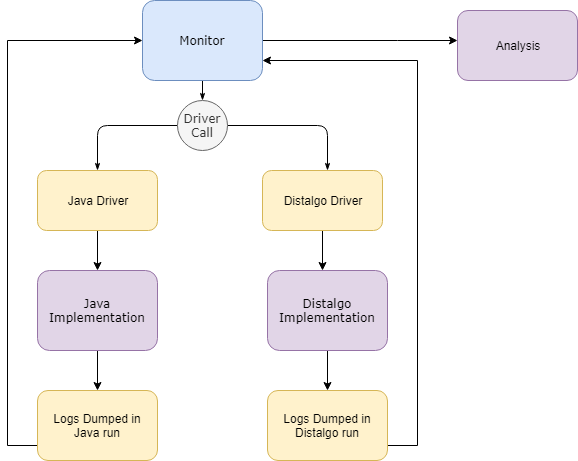 Monitor
Analysis
Driver
Call
Java Driver
Distalgo Driver
Java
Implementation
Distalgo
Implementation
Logs Dumped in
Java run
Logs Dumped in
Distalgo run